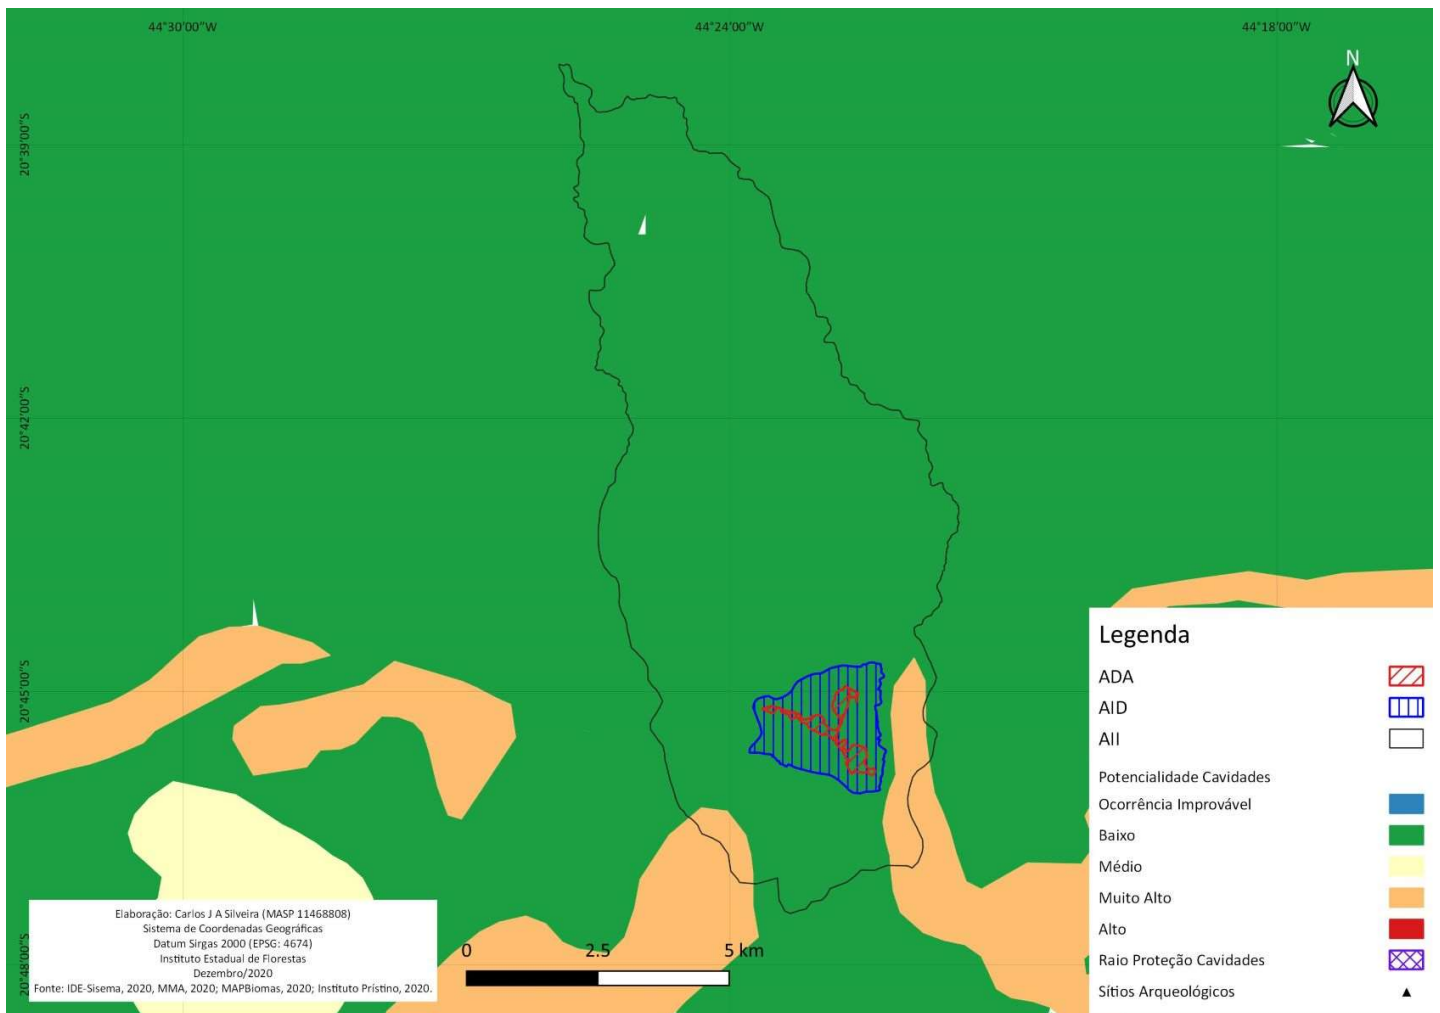 44°30'00"W
44°24'00"W
44°18'00"W
N
20°39'00"S
20°42'00"S
20°45'00"S
20°48'00"S
Legenda
ADA
AID
AII
Potencialidade Cavidades
Ocorrência Improvável
Baixo
Médio
Muito Alto
Alto
Raio Proteção Cavidades
Sítios Arqueológicos
Elaboração: Carlos J A Silveira (MASP 11468808)
Sistema de Coordenadas Geográficas
Datum Sirgas 2000 (EPSG: 4674)
Instituto Estadual de Florestas
Dezembro/2020
Fonte: IDE-Sisema, 2020, MMA, 2020; MAPBiomas, 2020; Instituto Prístino, 2020.
0 2.5 5 km